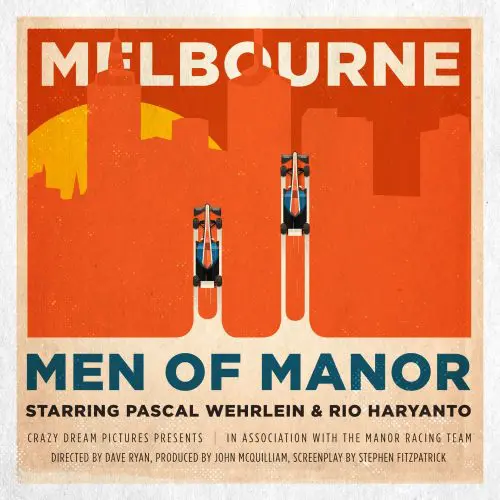 MELBOURNE
MEN OF MANOR
STARRING PASCAL WEHRLEIN & RIO HARYANTO
CRAZY DREAM PICTURES PRESENTS | IN ASSOCIATION WITH THE MANOR RACING TEAM
DIRECTED BY DAVE RYAN, PRODUCED BY JOHN MCQUILLIAM, SCREENPLAY BY STEPHEN FITZPATRICK